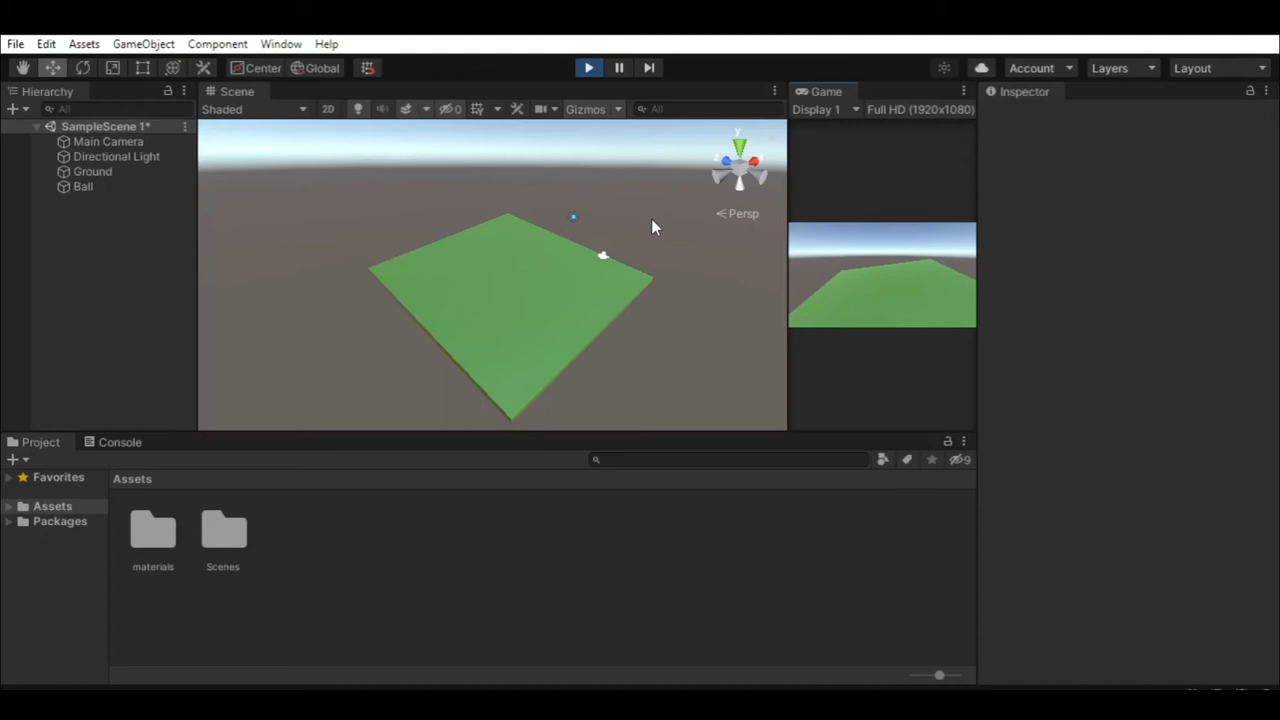 File Edit Assets GameObject Component Window Help
Center Global Account Layers Layout
Hierarchy Scene Game Inspector
All Shaded 2D 0 Gizmos All Display 1 Full HD (1920x1080)
SampleScene 1*
Main Camera
Directional Light
Ground
Ball
y
x
z
Persp
Project Console
9
Favorites Assets
Assets
Packages
materials Scenes